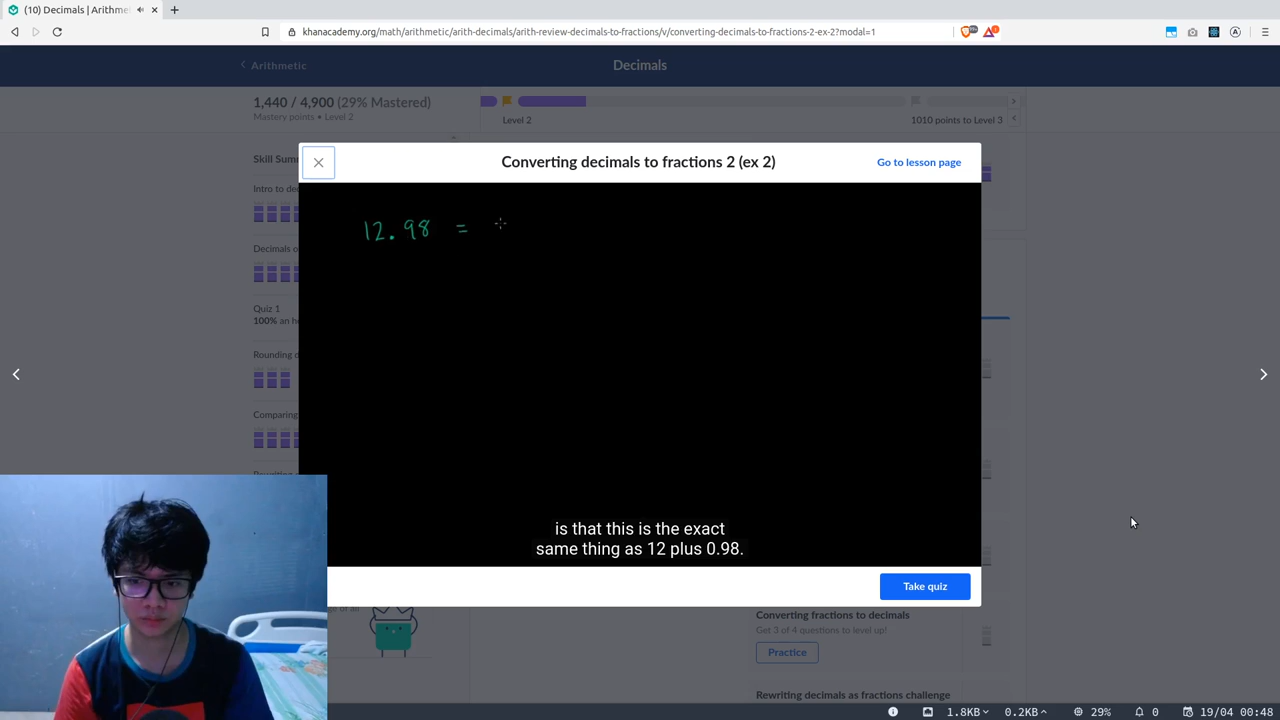 (10) Decimals | Arithme
khanacademy.org/math/arithmetic/arith-decimals/arith-review-decimals-to-fractions/v/converting-decimals-to-fractions-2-ex-2?modal=1
Arithmetic
Decimals
1,440 / 4,900 (29% Mastered)
Mastery points • Level 2
Level 2
1010 points to Level 3
Skill Summ
Intro to dec
Decimals o
Quiz 1
100% an h
Rounding d
Comparing
Converting decimals to fractions 2 (ex 2)
Go to lesson page
12.98 =
is that this is the exact
same thing as 12 plus 0.98.
Take quiz
Converting fractions to decimals
Get 3 of 4 questions to level up!
Practice
Rewriting decimals as fractions challenge
1.8KB 0.2KB 29% 0 19/04 00:48